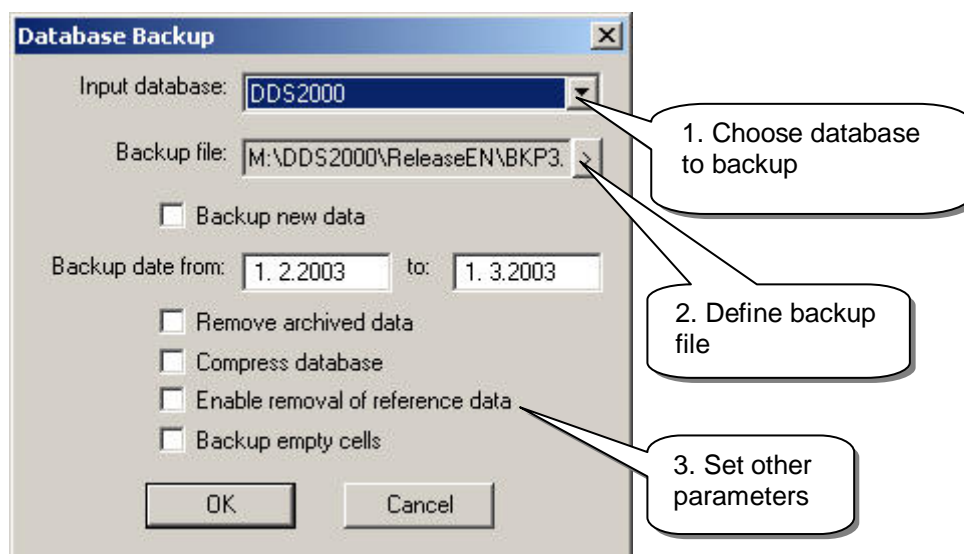 Database Backup
Input database: DDS2000
Backup file: M:\DDS2000\ReleaseEN\BKP3. >
Backup new data
Backup date from: 1. 2.2003 to: 1. 3.2003
Remove archived data
Compress database
Enable removal of reference data
Backup empty cells
OK Cancel
1. Choose database
to backup
2. Define backup
file
3. Set other
parameters